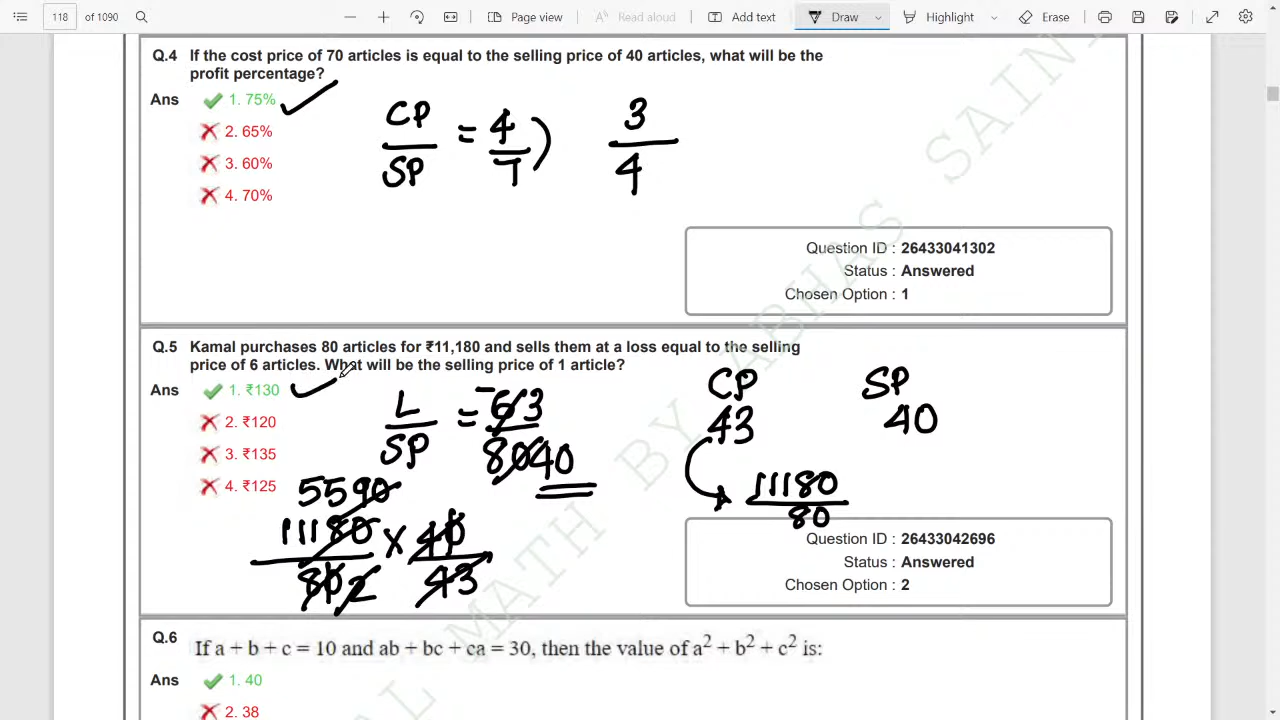 118 of 1090 Page view Read aloud Add text Draw Highlight Erase
Q.4 If the cost price of 70 articles is equal to the selling price of 40 articles, what will be the
profit percentage?
Ans 1. 75%
2. 65%
3. 60%
4. 70%
CP/SP = 4/7) 3/4
Question ID : 26433041302
Status : Answered
Chosen Option : 1
Q.5 Kamal purchases 80 articles for ₹11,180 and sells them at a loss equal to the selling
price of 6 articles. What will be the selling price of 1 article?
Ans 1. ₹130
2. ₹120
3. ₹135
4. ₹125
L/SP = -6 3/80 40
CP SP
43 40
11180/80
5590
11180/80 2 × 40/43
Question ID : 26433042696
Status : Answered
Chosen Option : 2
Q.6 If a + b + c = 10 and ab + bc + ca = 30, then the value of a² + b² + c² is:
Ans 1. 40
2. 38
MATH BY ABHAS SAINI